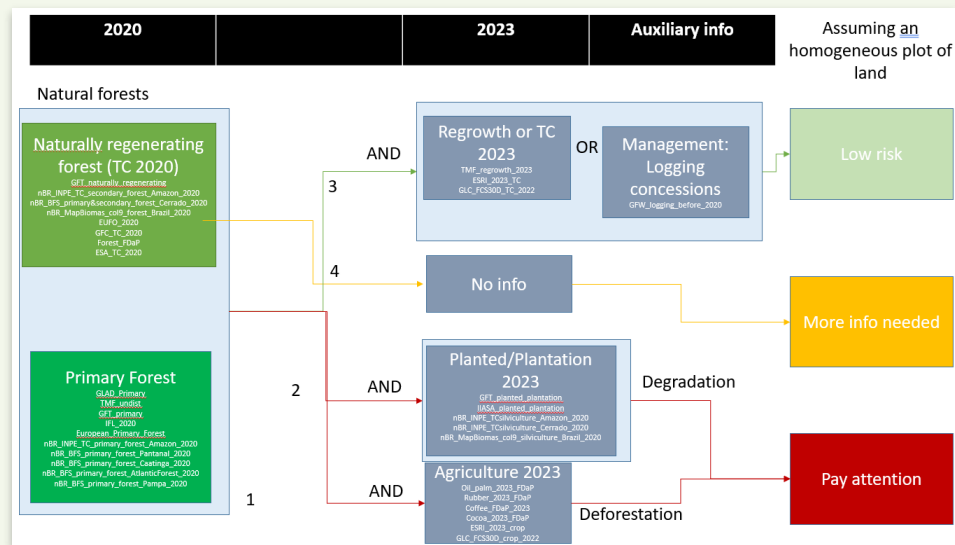 2020
2023
Auxiliary info
Assuming an
homogeneous plot of
land
Natural forests
Naturally regenerating
forest (TC 2020)
GFT_naturally_regenerating
nBR_INPE_TC_secondary_forest_Amazon_2020
nBR_BFS_primary&secondary_forest_Cerrado_2020
nBR_MapBiomas_col9_forest_Brazil_2020
EUFO_2020
GFC_TC_2020
Forest_FDaP
ESA_TC_2020
AND
3
Regrowth or TC
2023
TMF_regrowth_2023
ESRI_2023_TC
GLC_FCS30D_TC_2022
OR
Management:
Logging
concessions
GFW_logging_before_2020
Low risk
4
No info
More info needed
Primary Forest
GLAD_Primary
TMF_undist
GFT_primary
IFL_2020
European_Primary_Forest
nBR_INPE_TC_primary_forest_Amazon_2020
nBR_BFS_primary_forest_Pantanal_2020
nBR_BFS_primary_forest_Caatinga_2020
nBR_BFS_primary_forest_AtlanticForest_2020
nBR_BFS_primary_forest_Pampa_2020
2
AND
Planted/Plantation
2023
GFT_planted_plantation
IIASA_planted_plantation
nBR_INPE_TCsilviculture_Amazon_2020
nBR_INPE_TCsilviculture_Cerrado_2020
nBR_MapBiomas_col9_silviculture_Brazil_2020
Degradation
1
AND
Agriculture 2023
Oil_palm_2023_FDaP
Rubber_2023_FDaP
Coffee_FDaP_2023
Cocoa_2023_FDaP
ESRI_2023_crop
GLC_FCS30D_crop_2022
Deforestation
Pay attention